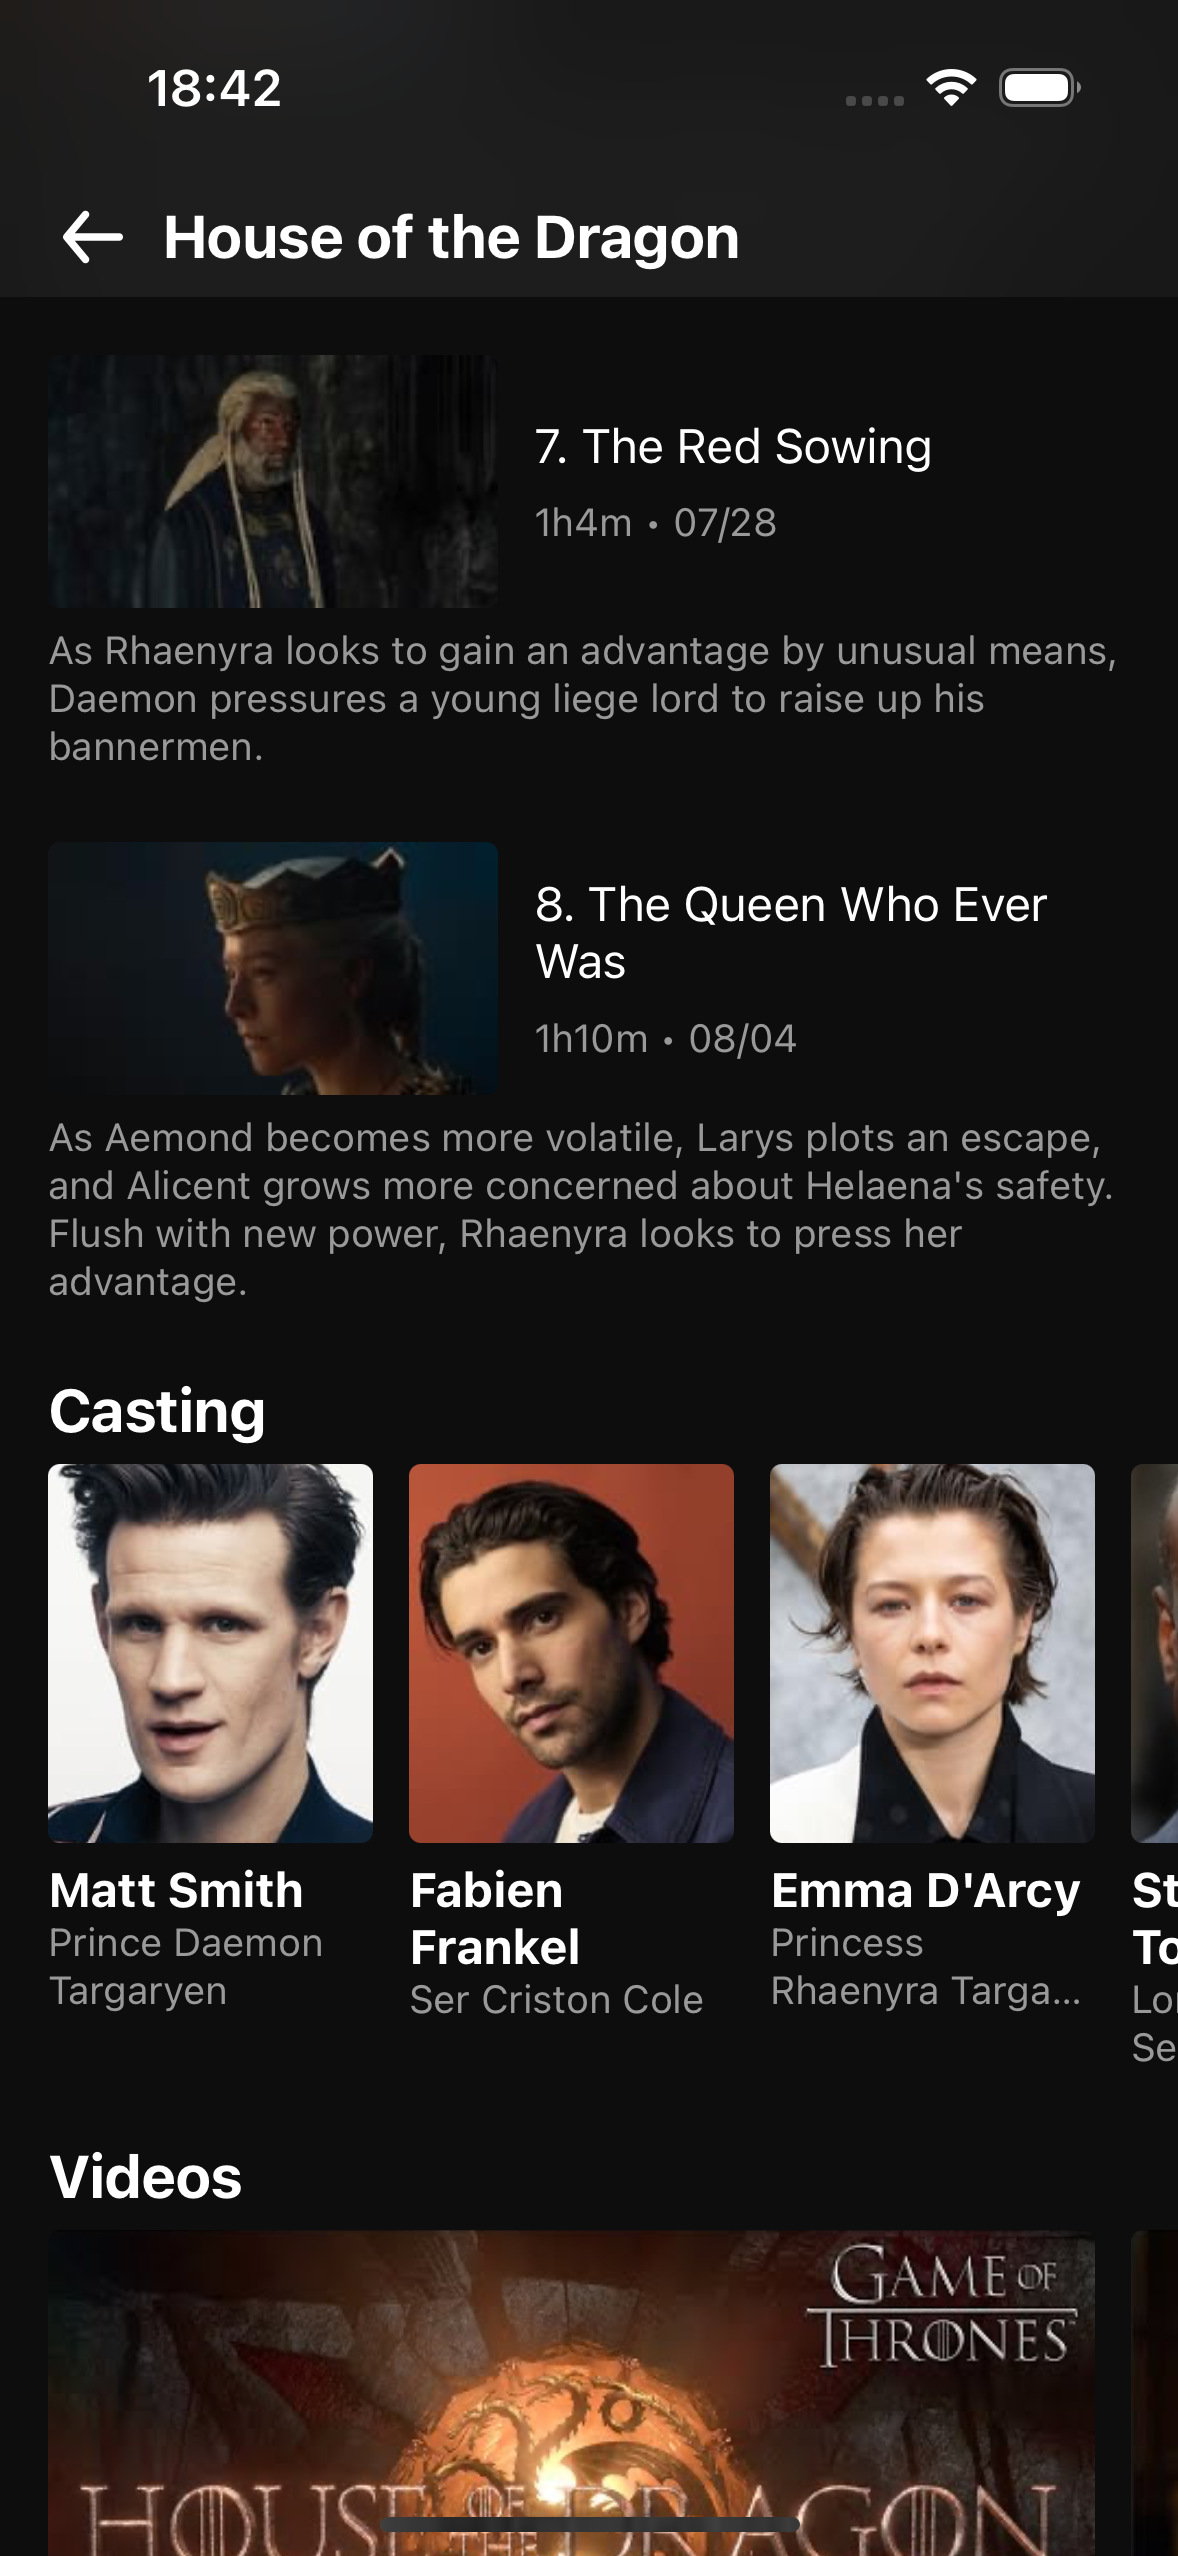 18:42
House of the Dragon
7. The Red Sowing
1h4m • 07/28
As Rhaenyra looks to gain an advantage by unusual means,
Daemon pressures a young liege lord to raise up his
bannermen.
8. The Queen Who Ever
Was
1h10m • 08/04
As Aemond becomes more volatile, Larys plots an escape,
and Alicent grows more concerned about Helaena's safety.
Flush with new power, Rhaenyra looks to press her
advantage.
Casting
Matt Smith
Prince Daemon
Targaryen
Fabien
Frankel
Ser Criston Cole
Emma D'Arcy
Princess
Rhaenyra Targa...
Videos
GAME OF
THRONES
HOUSE OF THE DRAGON